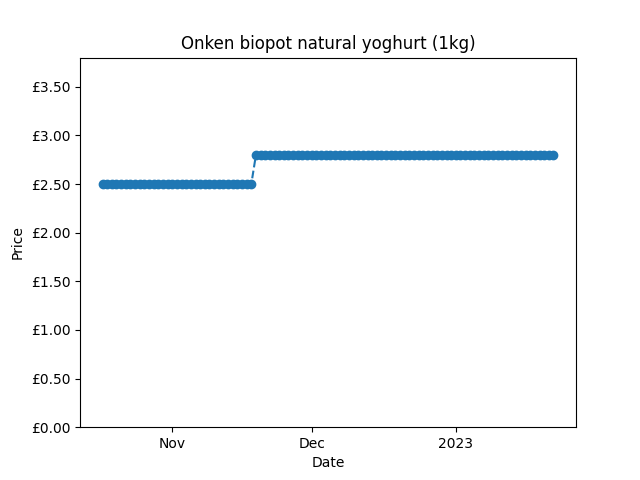 Onken biopot natural yoghurt (1kg)
£3.50
£3.00
£2.50
£2.00
£1.50
£1.00
£0.50
£0.00
Price
Nov
Dec
2023
Date